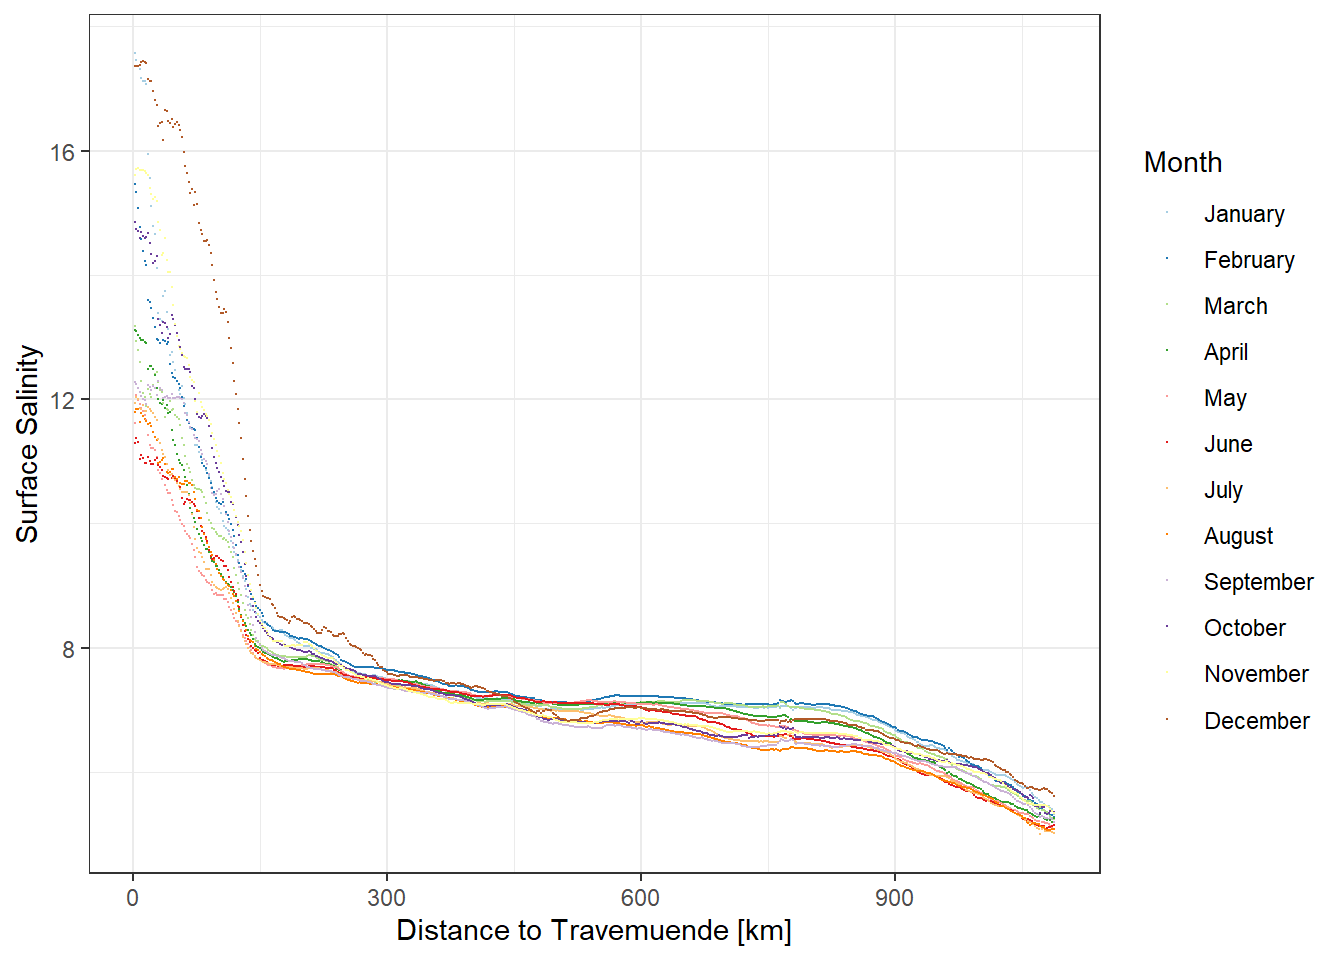 16
12
8
0
300
600
900
Surface Salinity
Distance to Travemuende [km]
Month
January
February
March
April
May
June
July
August
September
October
November
December